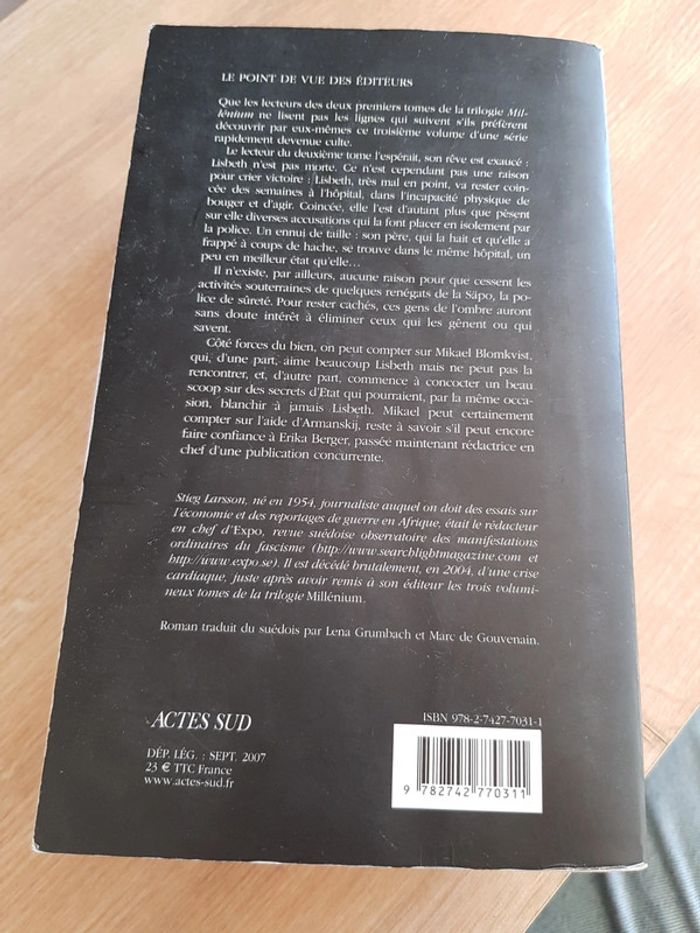 LE POINT DE VUE DES ÉDITEURS
Que les lecteurs des deux premiers tomes de la trilogie Mil-
lénium ne lisent pas les lignes qui suivent s'ils préfèrent
découvrir par eux-mêmes ce troisième volume d'une série
rapidement devenue culte.
Le lecteur du deuxième tome l'espérait, son rêve est exaucé :
Lisbeth n'est pas morte. Ce n'est cependant pas une raison
pour crier victoire : Lisbeth, très mal en point, va rester coin-
cée des semaines à l'hôpital, dans l'incapacité physique de
bouger et d'agir. Coincée, elle l'est d'autant plus que pèsent
sur elle diverses accusations qui la font placer en isolement par
la police. Un ennui de taille : son père, qui la hait et qu'elle a
frappé à coups de hache, se trouve dans le même hôpital, un
peu en meilleur état qu'elle…
Il n'existe, par ailleurs, aucune raison pour que cessent les
activités souterraines de quelques renégats de la Säpo, la po-
lice de sûreté. Pour rester cachés, ces gens de l'ombre auront
sans doute intérêt à éliminer ceux qui les gênent ou qui
savent.
Côté forces du bien, on peut compter sur Mikael Blomkvist,
qui, d'une part, aime beaucoup Lisbeth mais ne peut pas la
rencontrer, et, d'autre part, commence à concocter un beau
scoop sur des secrets d'Etat qui pourraient, par la même occa-
sion, blanchir à jamais Lisbeth. Mikael peut certainement
compter sur l'aide d'Armanskij, reste à savoir s'il peut encore
faire confiance à Erika Berger, passée maintenant rédactrice en
chef d'une publication concurrente.
Stieg Larsson, né en 1954, journaliste auquel on doit des essais sur
l'économie et des reportages de guerre en Afrique, était le rédacteur
en chef d'Expo, revue suédoise observatoire des manifestations
ordinaires du fascisme (http://www.searchlightmagazine.com et
http://www.expo.se). Il est décédé brutalement, en 2004, d'une crise
cardiaque, juste après avoir remis à son éditeur les trois volumi-
neux tomes de la trilogie Millénium.
Roman traduit du suédois par Lena Grumbach et Marc de Gouvenain.
ACTES SUD
DÉP. LÉG. : SEPT. 2007
23 € TTC France
www.actes-sud.fr
ISBN 978-2-7427-7031-1
9 782742 770311